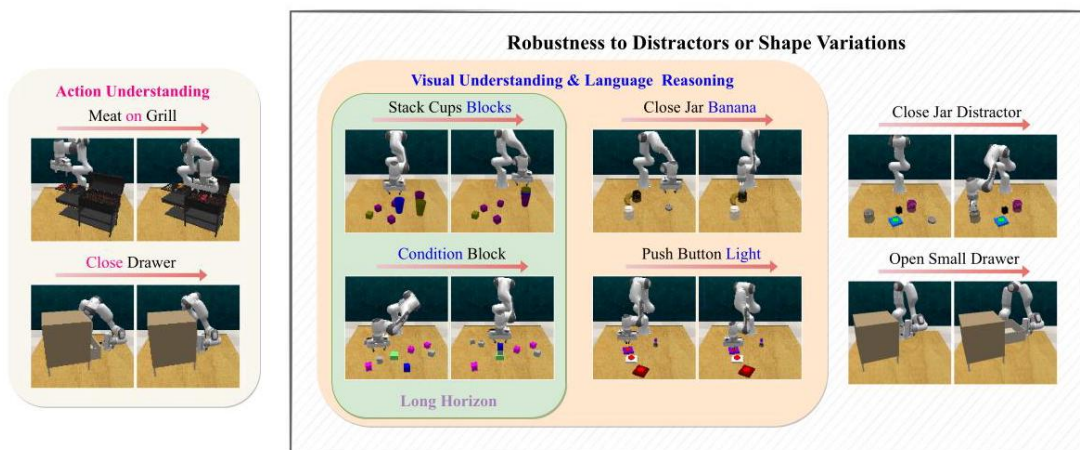 Robustness to Distractors or Shape Variations
Action Understanding
Meat on Grill
Close Drawer
Visual Understanding & Language Reasoning
Stack Cups Blocks
Close Jar Banana
Condition Block
Push Button Light
Long Horizon
Close Jar Distractor
Open Small Drawer